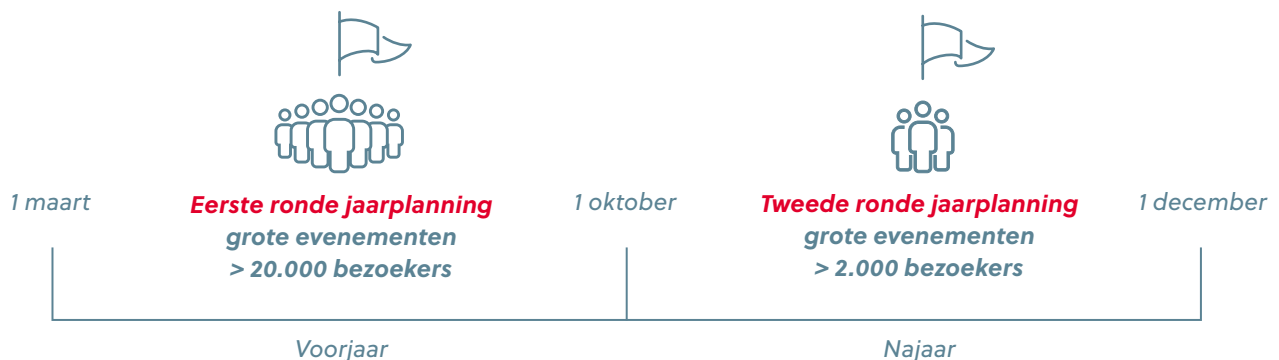 1 maart
Eerste ronde jaarplanning
grote evenementen
> 20.000 bezoekers
1 oktober
Tweede ronde jaarplanning
grote evenementen
> 2.000 bezoekers
1 december
Voorjaar
Najaar